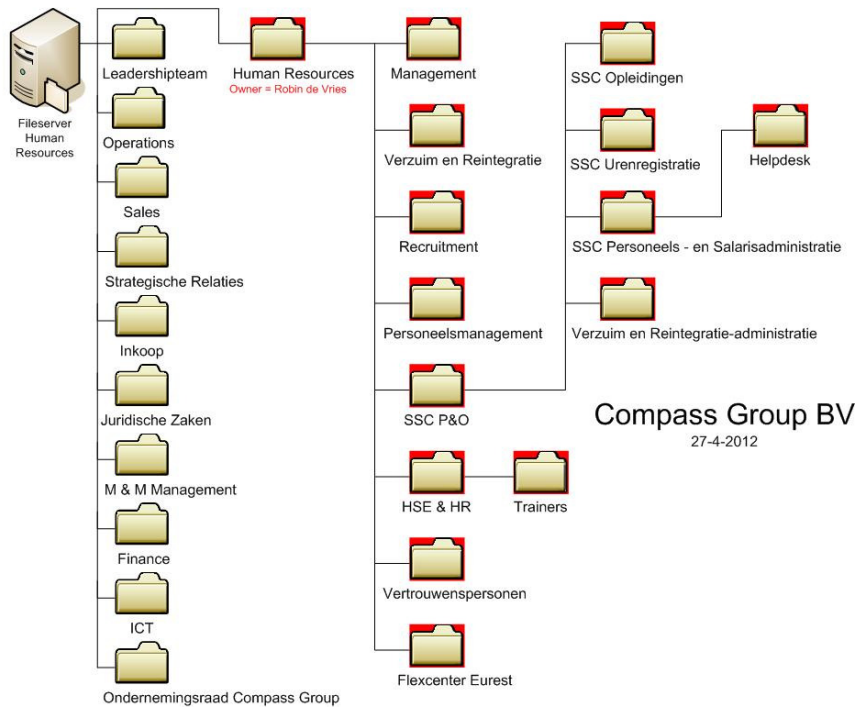 Fileserver
Human
Resources
Leadershipteam
Operations
Sales
Strategische Relaties
Inkoop
Juridische Zaken
M & M Management
Finance
ICT
Ondernemingsraad Compass Group
Human Resources
Owner = Robin de Vries
Management
Verzuim en Reintegratie
Recruitment
Personeelsmanagement
SSC P&O
HSE & HR
Trainers
Vertrouwenspersonen
Flexcenter Eurest
SSC Opleidingen
SSC Urenregistratie
Helpdesk
SSC Personeels - en Salarisadministratie
Verzuim en Reintegratie-administratie
Compass Group BV
27-4-2012